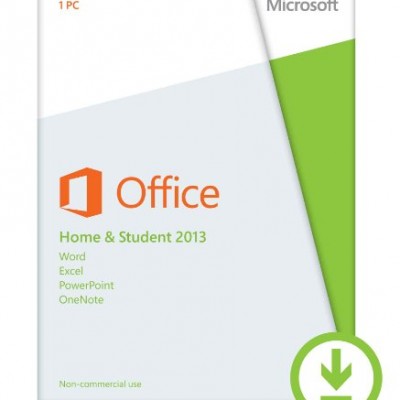 1 PC
Microsoft
Office
Home & Student 2013
Word
Excel
PowerPoint
OneNote
Non-commercial use